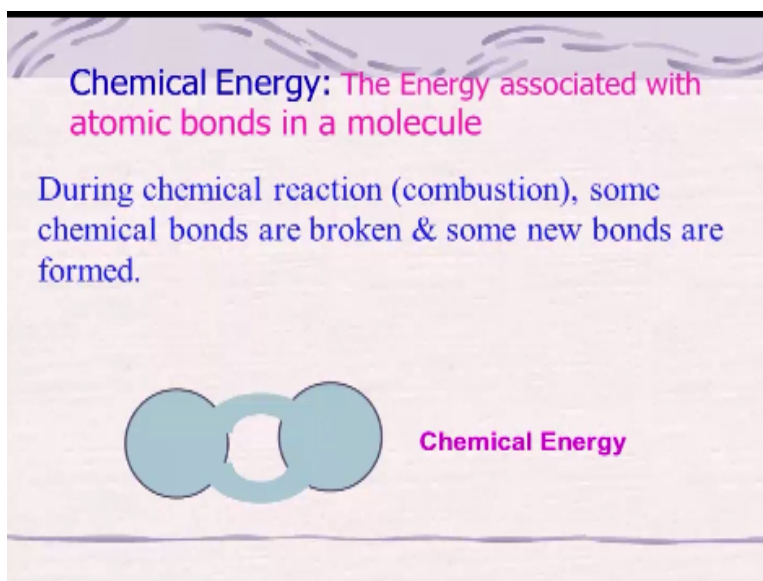 Chemical Energy: The Energy associated with
atomic bonds in a molecule
During chemical reaction (combustion), some
chemical bonds are broken & some new bonds are
formed.
Chemical Energy